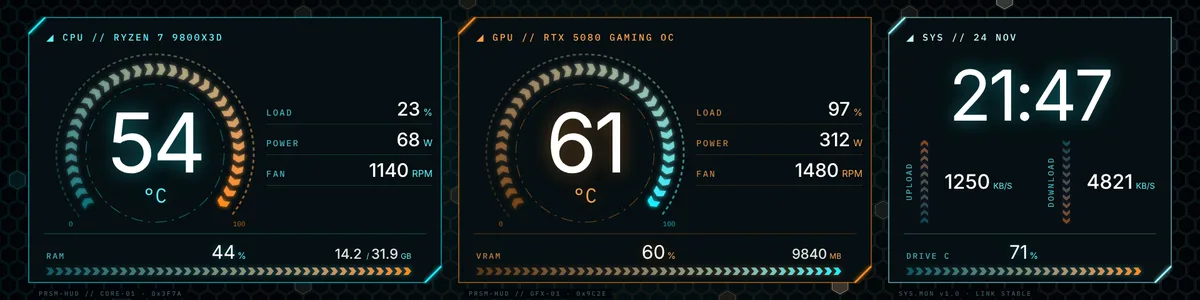 CPU // RYZEN 7 9800X3D
54
°C
0 100
LOAD 23 %
POWER 68 W
FAN 1140 RPM
RAM 44 % 14.2 / 31.9 GB
PRSM-HUD // CORE-01 · 0x3F7A
GPU // RTX 5080 GAMING OC
61
°C
0 100
LOAD 97 %
POWER 312 W
FAN 1480 RPM
VRAM 60 % 9840 MB
PRSM-HUD // GFX-01 · 0x9C2E
SYS // 24 NOV
21:47
UPLOAD 1250 KB/S
DOWNLOAD 4821 KB/S
DRIVE C 71 %
SYS.MON v1.0 · LINK STABLE